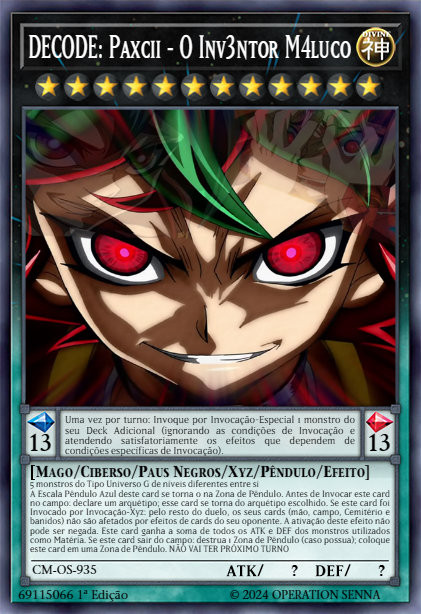 DECODE: Paxcii - O Inv3ntor M4luco
DIVINE
神
Uma vez por turno: Invoque por Invocação-Especial 1 monstro do
seu Deck Adicional (ignorando as condições de Invocação e
atendendo satisfatoriamente os efeitos que dependem de
condições específicas de Invocação).
13
13
[Mago/Ciberso/Paus Negros/Xyz/Pêndulo/Efeito]
5 monstros do Tipo Universo G de níveis diferentes entre si
A Escala Pêndulo Azul deste card se torna o na Zona de Pêndulo. Antes de Invocar este card
no campo: declare um arquétipo; esse card se torna do arquétipo escolhido. Se este card foi
Invocado por Invocação-Xyz: pelo resto do duelo, os seus cards (mão, campo, Cemitério e
banidos) não são afetados por efeitos de cards do seu oponente. A ativação deste efeito não
pode ser negada. Este card ganha a soma de todos os ATK e DEF dos monstros utilizados
como Matéria. Se este card sair do campo: destrua 1 card na Zona de Pêndulo (caso possua); coloque
este card em uma Zona de Pêndulo. NÃO VAI TER PRÓXIMO TURNO
CM-OS-935
ATK/ ? DEF/ ?
69115066 1ª Edição
© 2024 OPERATION SENNA